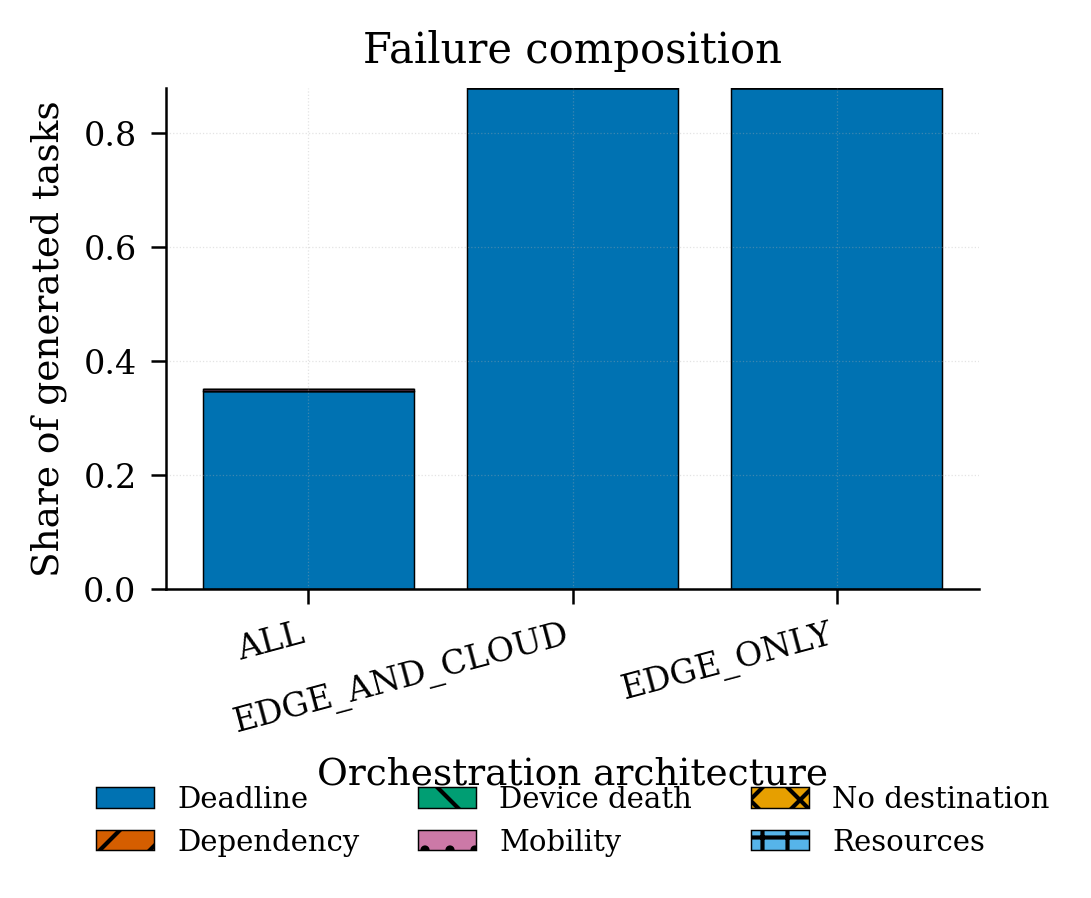 Failure composition
Share of generated tasks
0.8
0.6
0.4
0.2
0.0
ALL
EDGE_AND_CLOUD
EDGE_ONLY
Orchestration architecture
Deadline
Device death
No destination
Dependency
Mobility
Resources